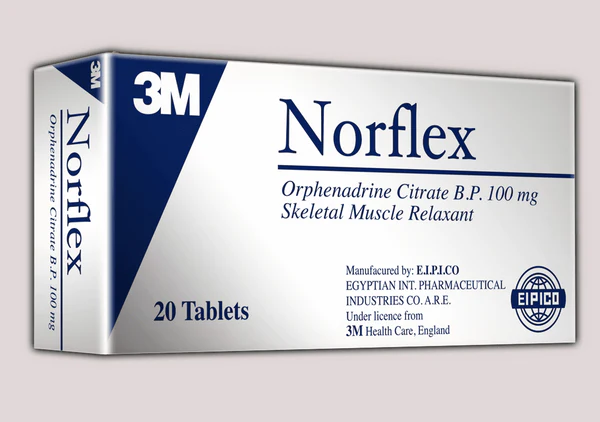 3M
Norflex
Orphenadrine Citrate B.P. 100 mg
3M
Norflex
Orphenadrine Citrate B.P. 100 mg
Skeletal Muscle Relaxant
20 Tablets
Manufacured by: E.I.P.I.CO
EGYPTIAN INT. PHARMACEUTICAL
INDUSTRIES CO. A.R.E.
Under licence from
3M Health Care, England
EIPICO